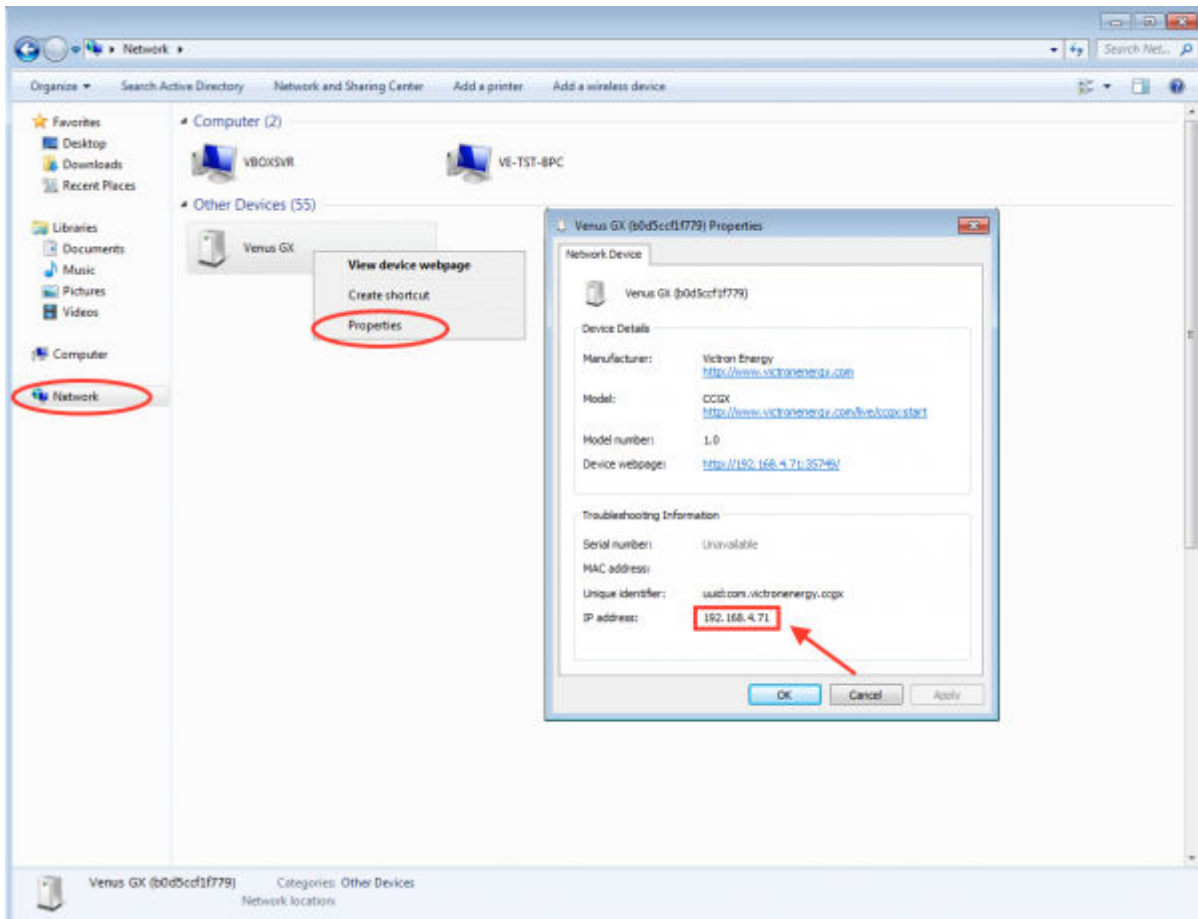 Network
Search Net...
Organize
Search Active Directory
Network and Sharing Center
Add a printer
Add a wireless device
Favorites
Desktop
Downloads
Recent Places
Libraries
Documents
Music
Pictures
Videos
Computer
Network
Computer (2)
VBOXSVR
VE-TST-BPC
Other Devices (55)
Venus GX
View device webpage
Create shortcut
Properties
Venus GX (b0d5ccf1f779) Properties
Network Device
Venus GX (b0d5ccf1f779)
Device Details
Manufacturer: Victron Energy
http://www.victronenergy.com
Model: CCGX
http://www.victronenergy.com/live/ccgx:start
Model number: 1.0
Device webpage: http://192.168.4.71:35749/
Troubleshooting Information
Serial number: Unavailable
MAC address:
Unique identifier: uuid:com.victronenergy.ccgx
IP address: 192.168.4.71
OK
Cancel
Apply
Venus GX (b0d5ccf1f779)
Categories: Other Devices
Network location: